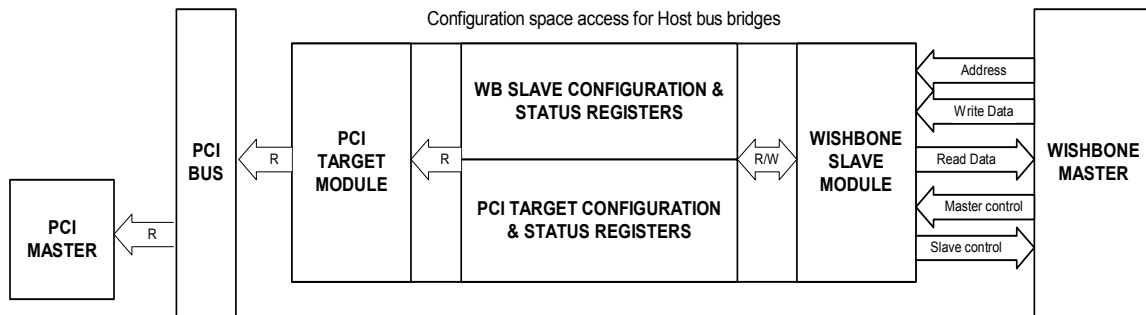 Configuration space access for Host bus bridges
PCI
MASTER
R
PCI
BUS
R
PCI
TARGET
MODULE
R
WB SLAVE CONFIGURATION &
STATUS REGISTERS
PCI TARGET CONFIGURATION
& STATUS REGISTERS
R/W
WISHBONE
SLAVE
MODULE
Address
Write Data
Read Data
Master control
Slave control
WISHBONE
MASTER